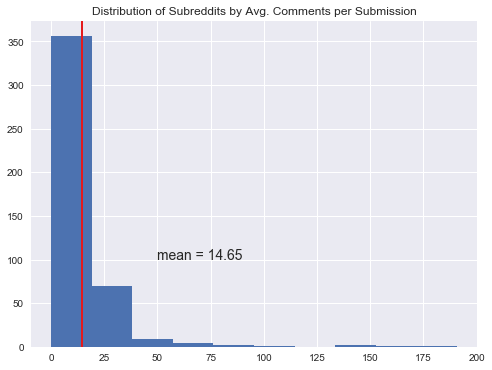 Distribution of Subreddits by Avg. Comments per Submission
350
300
250
200
150
100
mean = 14.65
50
0
0 25 50 75 100 125 150 175 200